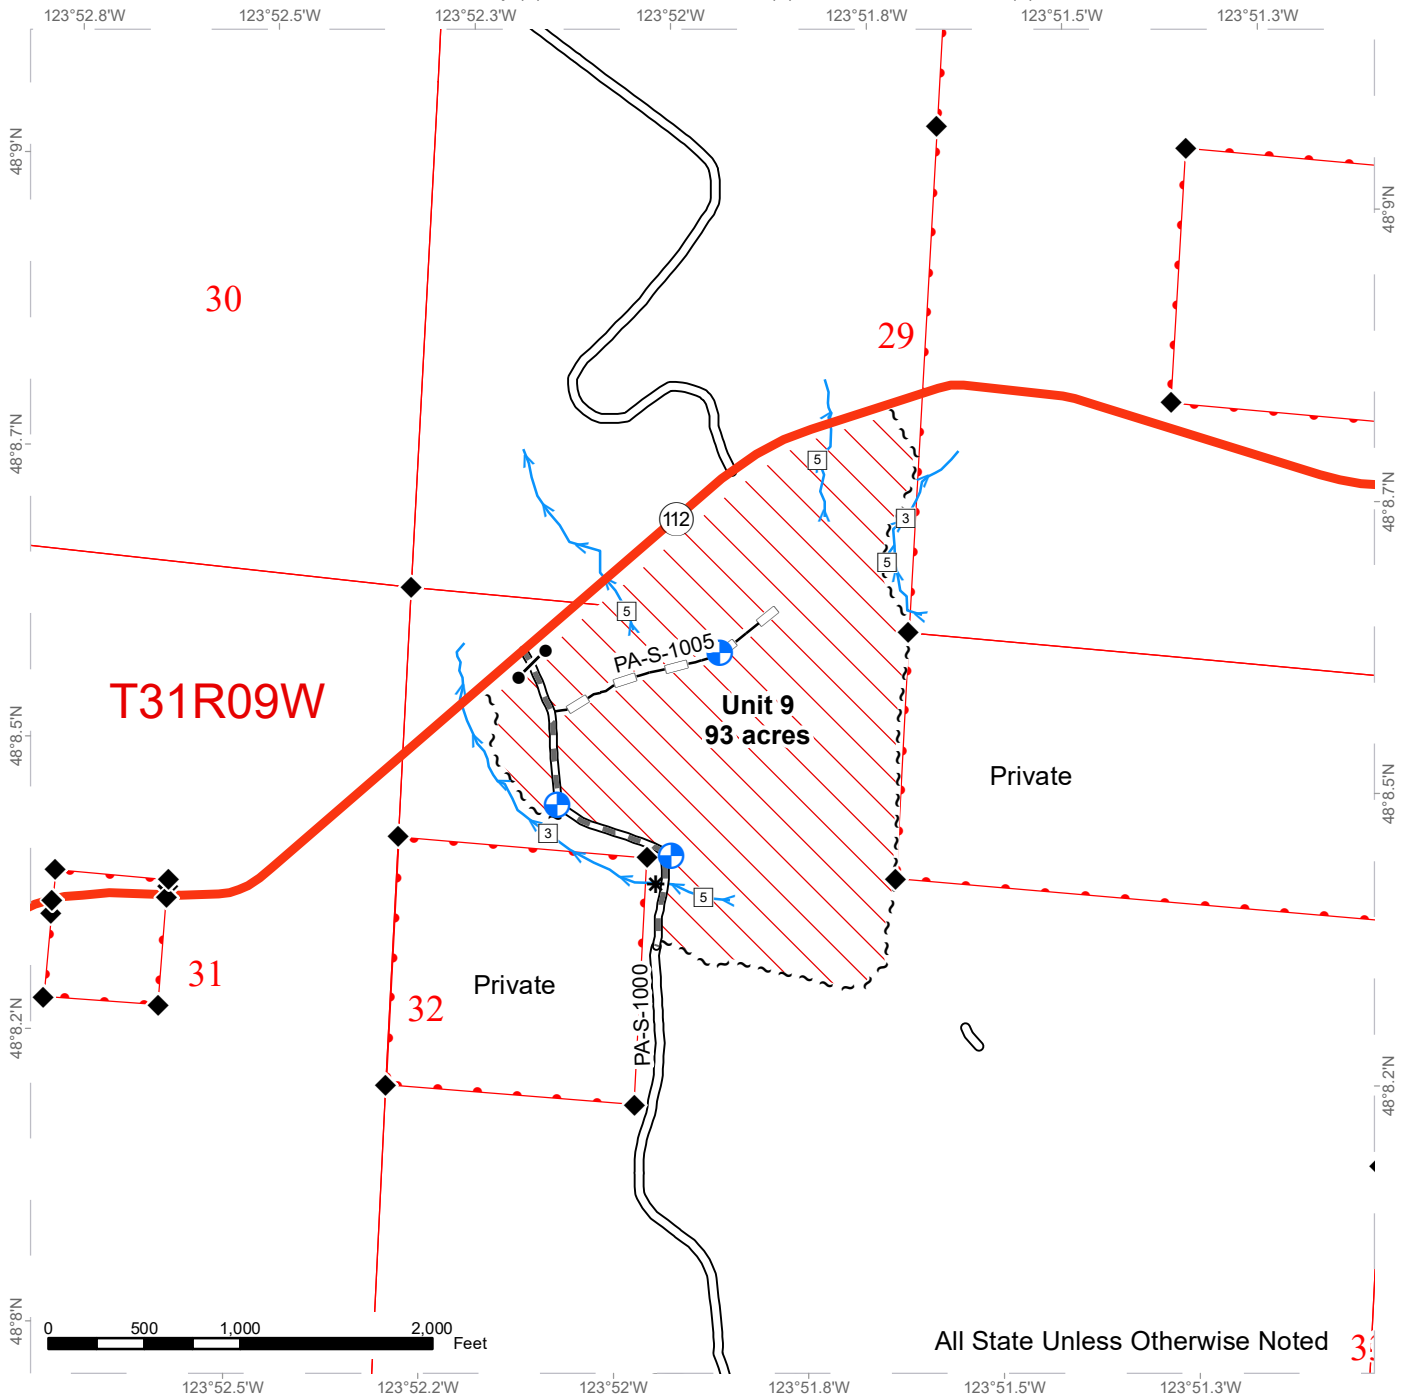 123°52.8'W 123°52.5'W 123°52.3'W 123°52'W 123°51.8'W 123°51.5'W 123°51.3'W
48°9'N
48°9'N
30
29
48°8.7'N
5
48°8.7'N
112
3
5
5
PA-S-1005
T31R09W
Unit 9
93 acres
48°8.5'N
Private
48°8.5'N
3
5
31
Private
32
PA-S-1000
48°8.2'N
48°8.2'N
48°8'N
0 500 1,000 2,000
Feet
All State Unless Otherwise Noted
123°52.5'W 123°52.2'W 123°52'W 123°51.8'W 123°51.5'W 123°51.3'W